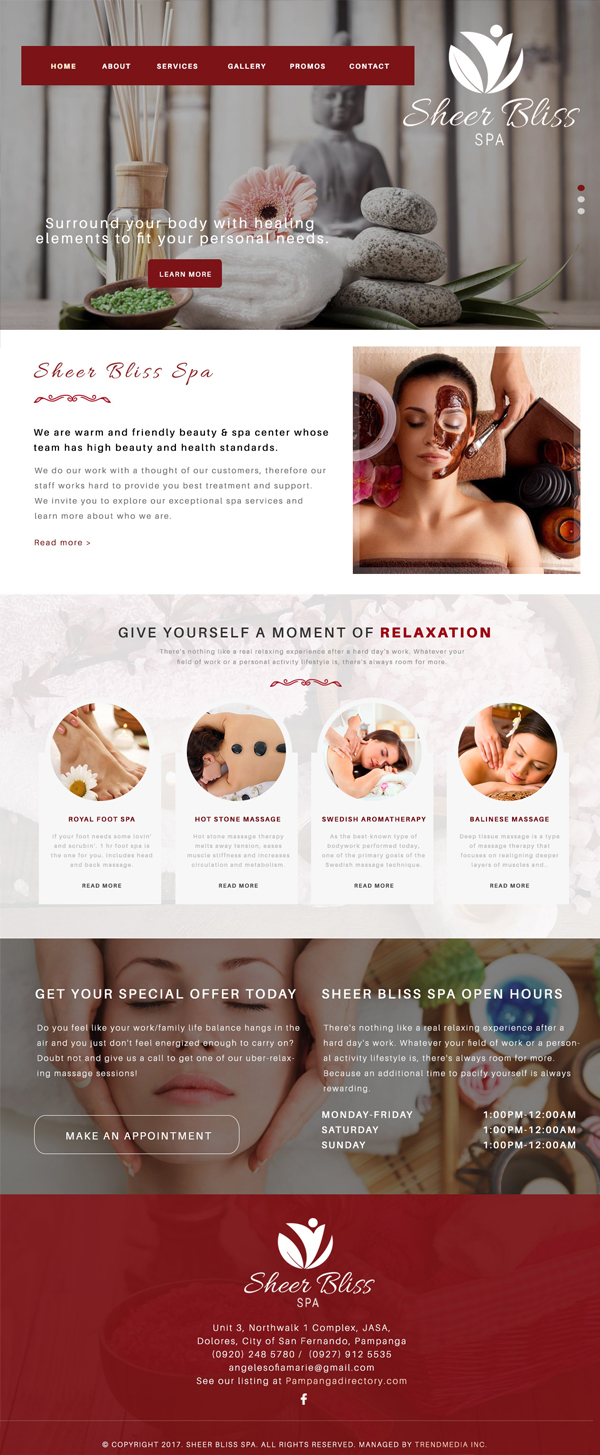 HOME ABOUT SERVICES GALLERY PROMOS CONTACT
Sheer Bliss
SPA
Surround your body with healing
elements to fit your personal needs.
LEARN MORE
Sheer Bliss Spa
We are warm and friendly beauty & spa center whose
team has high beauty and health standards.
We do our work with a thought of our customers, therefore our
staff works hard to provide you best treatment and support.
We invite you to explore our exceptional spa services and
learn more about who we are.
Read more >
GIVE YOURSELF A MOMENT OF RELAXATION
There's nothing like a real relaxing experience after a hard day's work. Whatever your
field of work or a personal activity lifestyle is, there's always room for more.
ROYAL FOOT SPA
If your foot needs some lovin'
and scrubin'. 1 hr foot spa is
the one for you. Includes head
and back massage.
READ MORE
HOT STONE MASSAGE
Hot stone massage therapy
melts away tension, eases
muscle stiffness and increases
circulation and metabolism.
READ MORE
SWEDISH AROMATHERAPY
As the best-known type of
bodywork performed today,
one of the primary goals of the
Swedish massage technique.
READ MORE
BALINESE MASSAGE
Deep tissue massage is a type
of massage therapy that
focuses on realigning deeper
layers of muscles and..
READ MORE
GET YOUR SPECIAL OFFER TODAY
Do you feel like your work/family life balance hangs in the
air and you just don't feel energized enough to carry on?
Doubt not and give us a call to get one of our uber-relax-
ing massage sessions!
MAKE AN APPOINTMENT
SHEER BLISS SPA OPEN HOURS
There's nothing like a real relaxing experience after a
hard day's work. Whatever your field of work or a person-
al activity lifestyle is, there's always room for more.
Because an additional time to pacify yourself is always
rewarding.
MONDAY-FRIDAY 1:00PM-12:00AM
SATURDAY 1:00PM-12:00AM
SUNDAY 1:00PM-12:00AM
Sheer Bliss
SPA
Unit 3, Northwalk 1 Complex, JASA,
Dolores, City of San Fernando, Pampanga
(0920) 248 5780 / (0927) 912 5535
angelesofiamarie@gmail.com
See our listing at Pampangadirectory.com
© COPYRIGHT 2017. SHEER BLISS SPA. ALL RIGHTS RESERVED. MANAGED BY TRENDMEDIA INC.